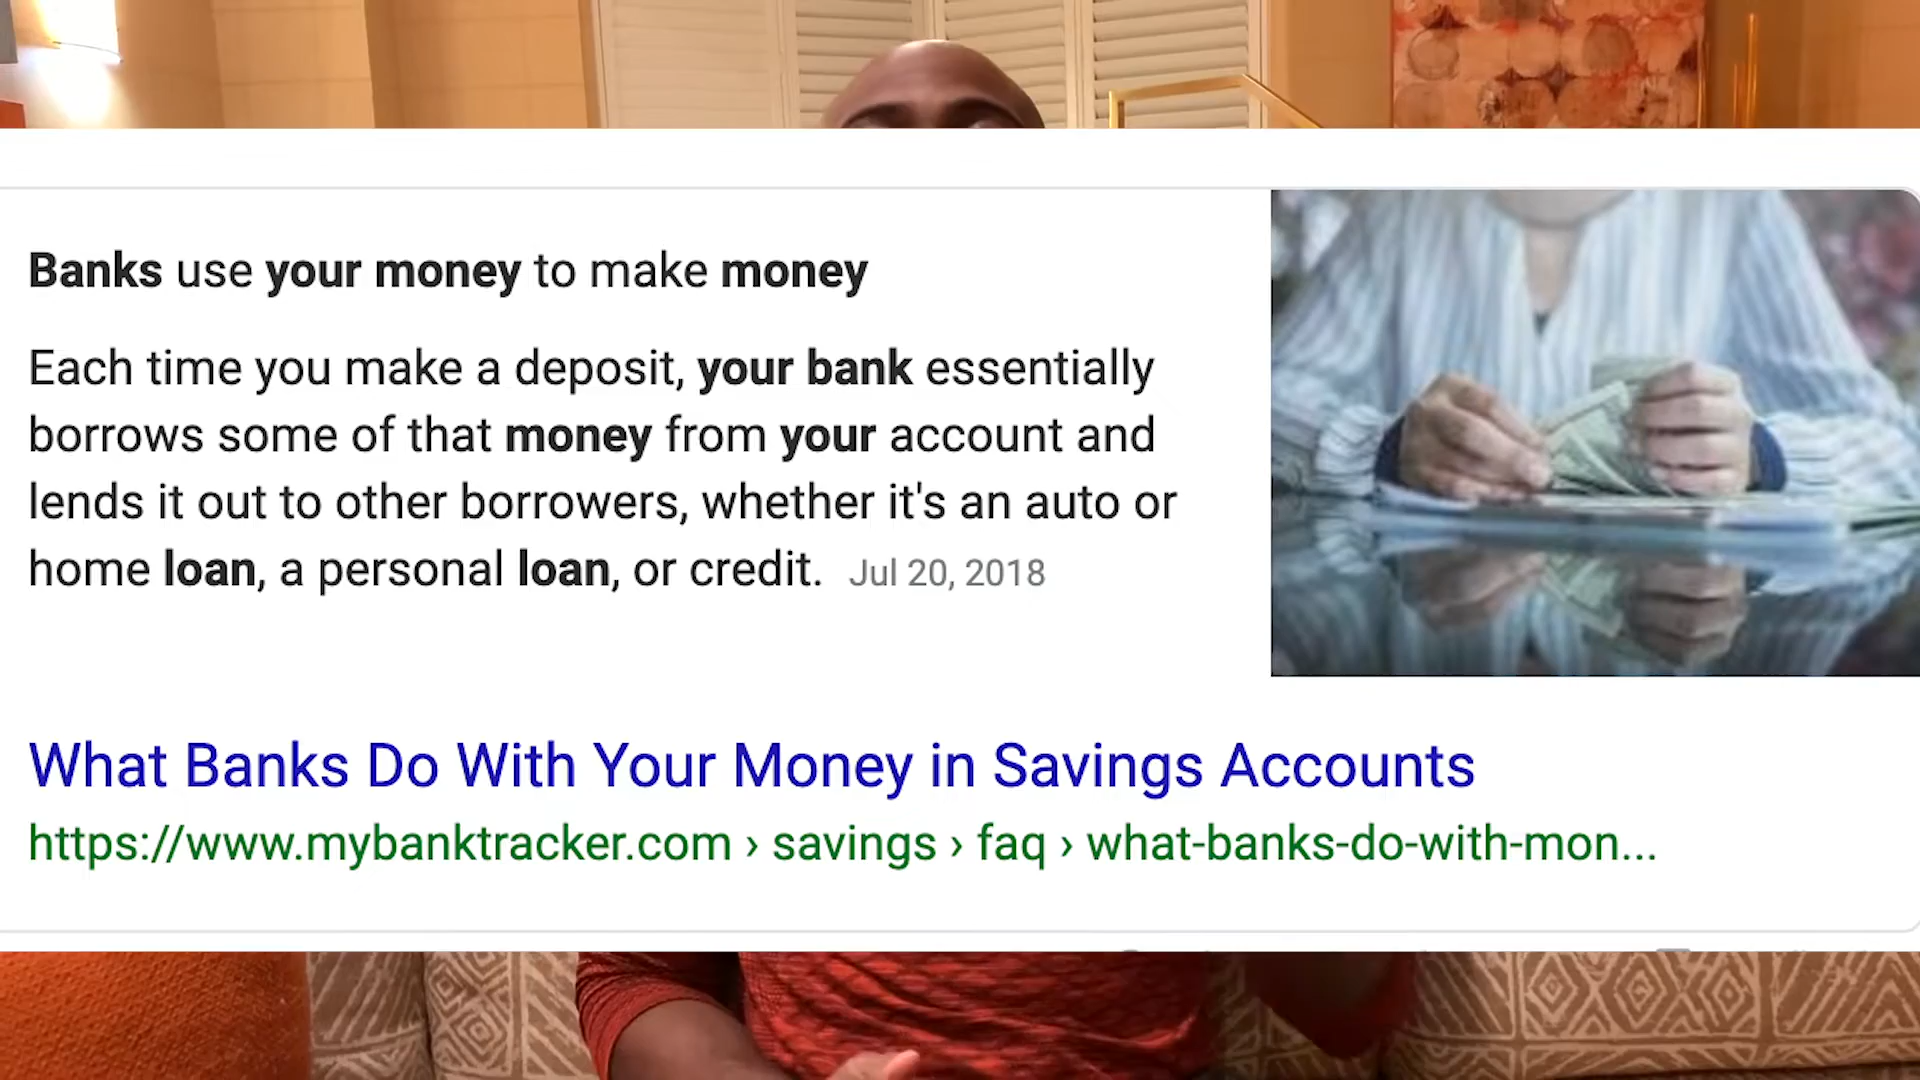 Banks use your money to make money
Each time you make a deposit, your bank essentially
borrows some of that money from your account and
lends it out to other borrowers, whether it's an auto or
home loan, a personal loan, or credit. Jul 20, 2018
What Banks Do With Your Money in Savings Accounts
https://www.mybanktracker.com › savings › faq › what-banks-do-with-mon...